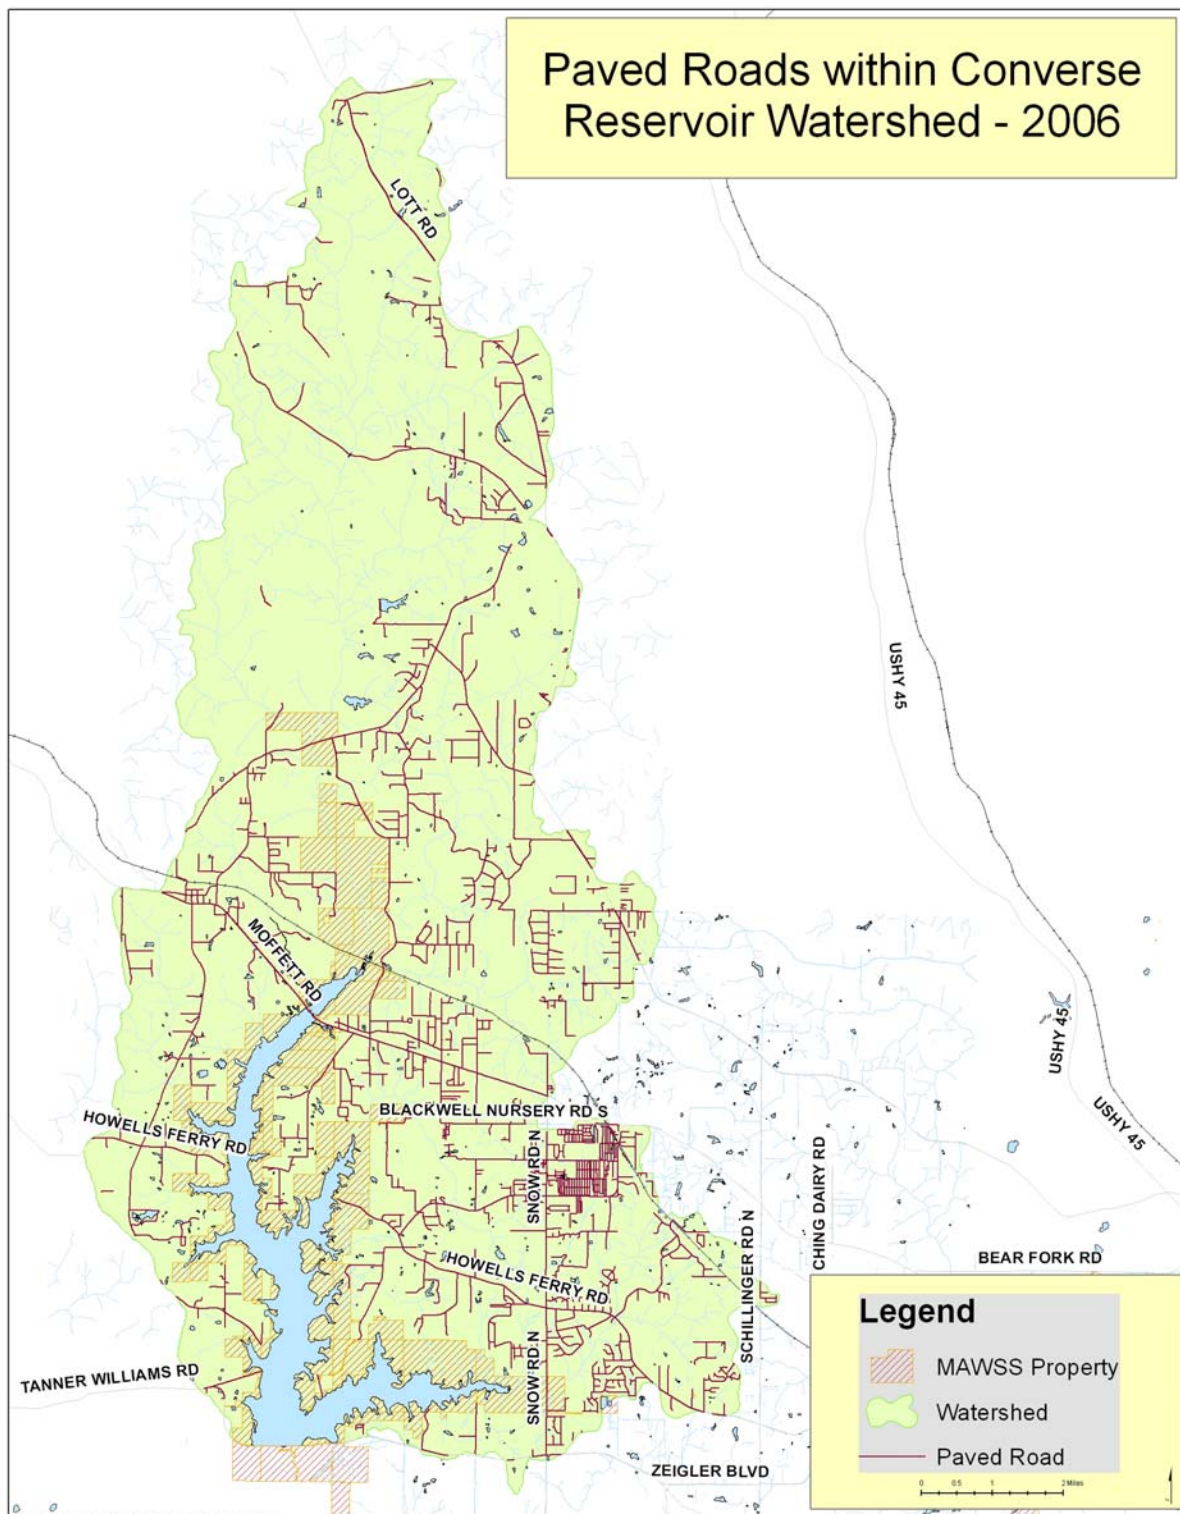 Paved Roads within Converse
Reservoir Watershed - 2006
LOTT RD
USHY 45
MOFFETT RD
USHY 45
USHY 45
BLACKWELL NURSERY RD S
HOWELLS FERRY RD
SNOW RD N
CHING DAIRY RD
SCHILLINGER RD N
BEAR FORK RD
HOWELLS FERRY RD
SNOW RD N
TANNER WILLIAMS RD
ZEIGLER BLVD
Legend
MAWSS Property
Watershed
Paved Road
0 0.5 1 2 Miles